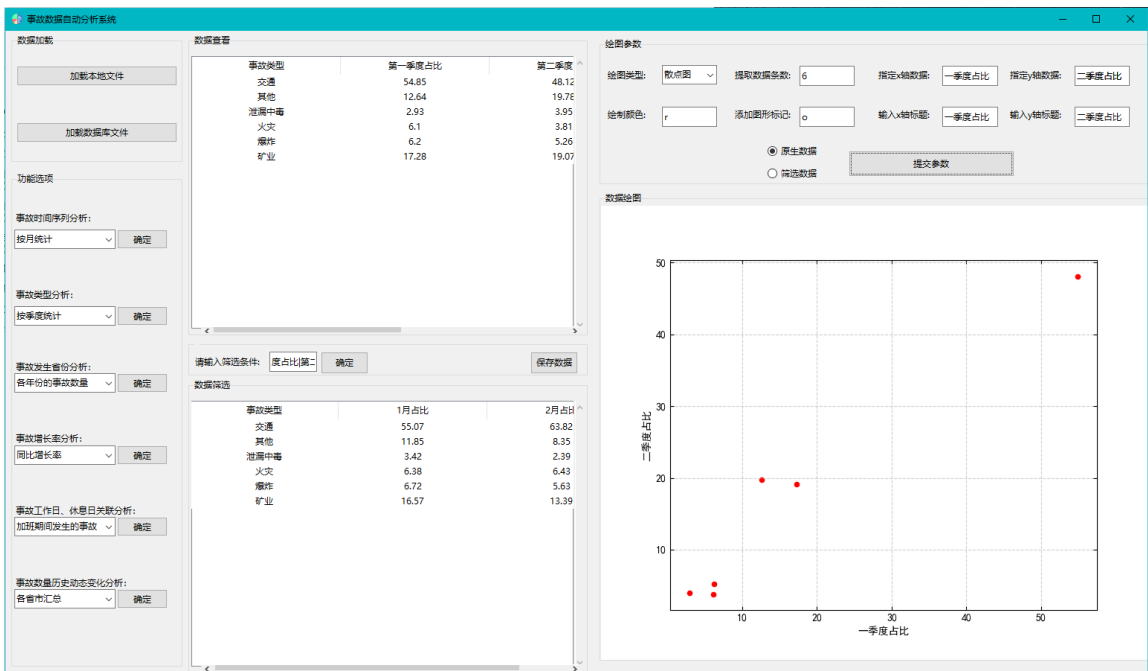 事故数据自动分析系统
数据加载
加载本地文件
加载数据库文件
功能选项
事故时间序列分析:
按月统计 确定
事故类型分析:
按季度统计 确定
事故发生省份分析:
各年份的事故数量 确定
事故增长率分析:
同比增长率 确定
事故工作日、休息日关联分析:
加班期间发生的事故 确定
事故数量历史动态变化分析:
各省市汇总 确定
数据查看
事故类型 第一季度占比 第二季度
交通 54.85 48.12
其他 12.64 19.78
泄漏中毒 2.93 3.95
火灾 6.1 3.81
爆炸 6.2 5.26
矿业 17.28 19.07
请输入筛选条件: 度占比|第二 确定 保存数据
数据筛选
事故类型 1月占比 2月占比
交通 55.07 63.82
其他 11.85 8.35
泄漏中毒 3.42 2.39
火灾 6.38 6.43
爆炸 6.72 5.63
矿业 16.57 13.39
绘图参数
绘图类型: 散点图 提取数据条数: 6 指定x轴数据: 一季度占比 指定y轴数据: 二季度占比
绘制颜色: r 添加图形标记: o 输入x轴标题: 一季度占比 输入y轴标题: 二季度占比
原生数据
筛选数据
提交参数
数据绘图
50
40
30
20
10
二季度占比
10 20 30 40 50
一季度占比